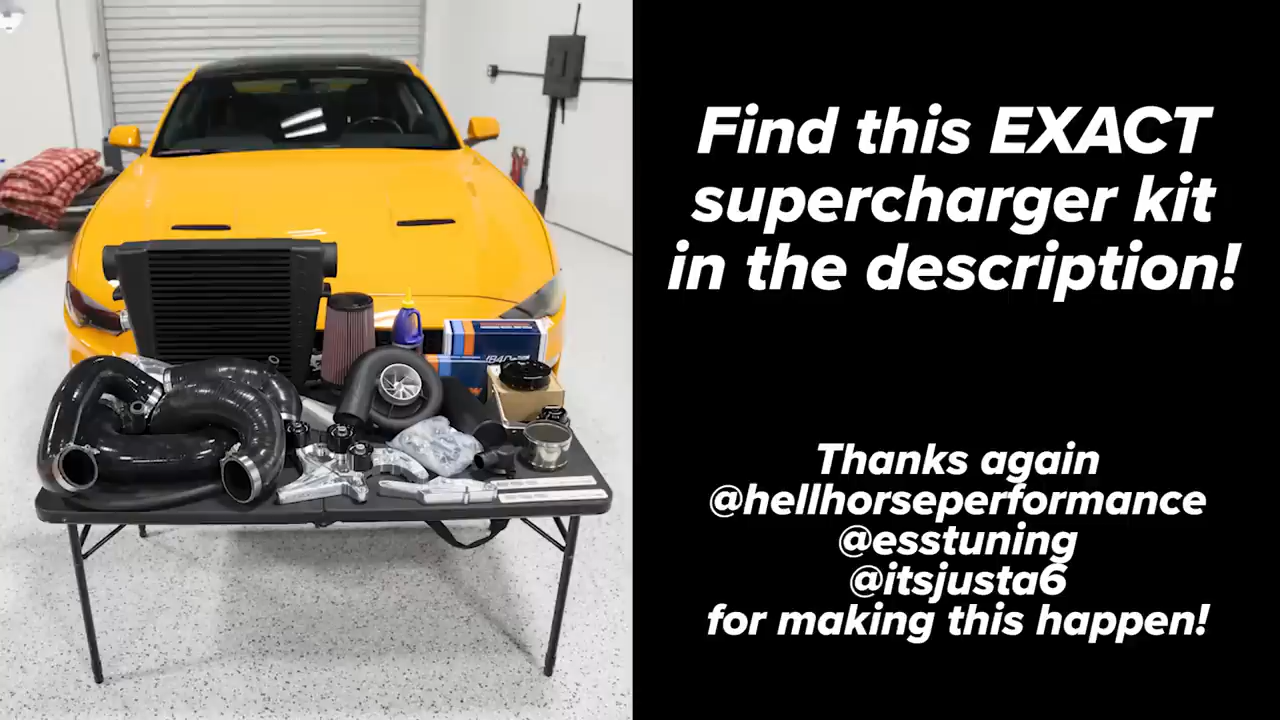 Find this EXACT
supercharger kit
in the description!
Thanks again
@hellhorseperformance
@esstuning
@itsjusta6
for making this happen!